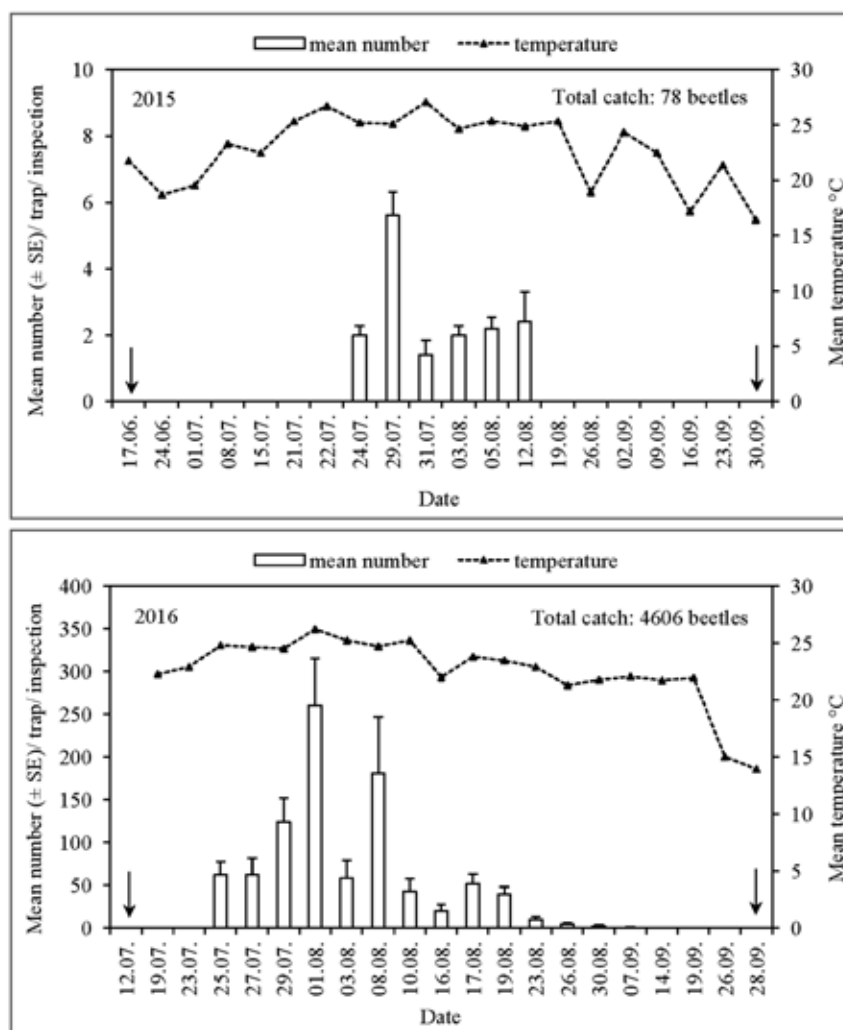 mean number temperature
2015 Total catch: 78 beetles
Mean number (± SE)/ trap/ inspection
10
8
6
4
2
0
30
25
20
15
10
5
0
Mean temperature °C
17.06. 24.06. 01.07. 08.07. 15.07. 21.07. 22.07. 24.07. 29.07. 31.07. 03.08. 05.08. 12.08. 19.08. 26.08. 02.09. 09.09. 16.09. 23.09. 30.09.
Date
mean number temperature
2016 Total catch: 4606 beetles
Mean number (± SE)/ trap/ inspection
400
350
300
250
200
150
100
50
0
30
25
20
15
10
5
0
Mean temperature °C
12.07. 19.07. 25.07. 27.07. 29.07. 01.08. 03.08. 08.08. 10.08. 16.08. 17.08. 19.08. 23.08. 26.08. 30.08. 07.09. 14.09. 19.09. 26.09. 28.09.
Date